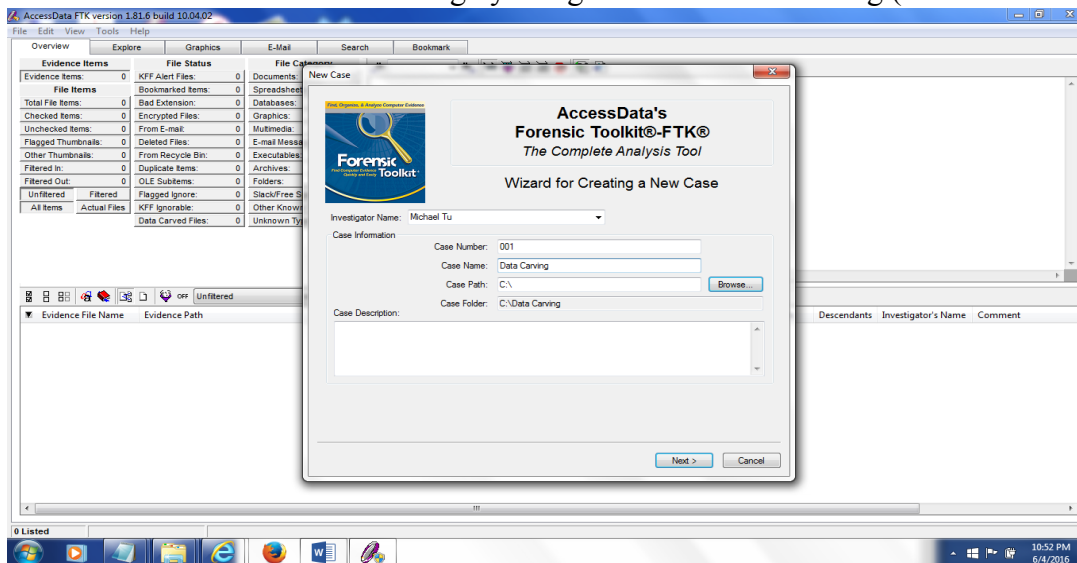 AccessData FTK version 1.81.6 build 10.04.02
File Edit View Tools Help
Overview Explore Graphics E-Mail Search Bookmark
Evidence Items File Status
Evidence Items: 0 KFF Alert Files: 0 Documents:
File Items Bookmarked Items: 0
Total File Items: 0 Bad Extension: 0 Databases:
Checked Items: 0 Encrypted Files: 0 Graphics:
Unchecked Items: 0 From E-mail: 0 Multimedia:
Flagged Thumbnails: 0 Deleted Files: 0
Other Thumbnails: 0 From Recycle Bin: 0 Executables
Filtered In: 0 Duplicate Items: 0 Archives:
Filtered Out: 0 OLE Subitems: 0 Folders:
Unfiltered Filtered Flagged Ignore: 0
All Items Actual Files KFF Ignorable: 0
Data Carved Files: 0
New Case
Find, Organize, & Analyze Computer Evidence
Forensic
Toolkit
AccessData's
Forensic Toolkit®-FTK®
The Complete Analysis Tool
Wizard for Creating a New Case
Investigator Name: Michael Tu
Case Information
Case Number: 001
Case Name: Data Carving
Case Path: C:\ Browse...
Case Folder: C:\Data Carving
Case Description:
Next > Cancel
OFF Unfiltered
Evidence File Name Evidence Path Descendants Investigator's Name Comment
0 Listed
10:52 PM
6/4/2016